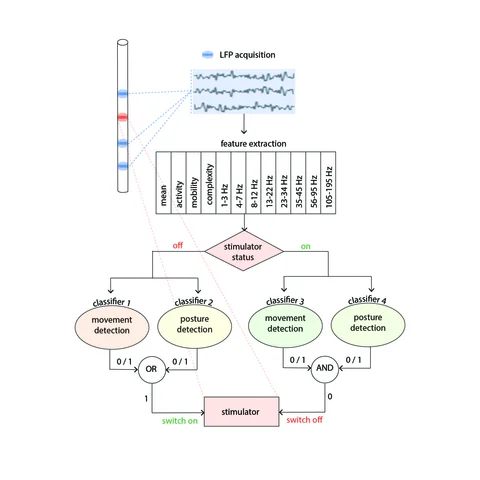 LFP acquisition
feature extraction
mean
activity
mobility
complexity
1-3 Hz
4-7 Hz
8-12 Hz
13-22 Hz
23-34 Hz
35-45 Hz
56-95 Hz
105-195 Hz
off
stimulator
status
on
classifier 1
movement
detection
classifier 2
posture
detection
classifier 3
movement
detection
classifier 4
posture
detection
0 / 1
OR
0 / 1
0 / 1
AND
0 / 1
1
0
switch on
stimulator
switch off